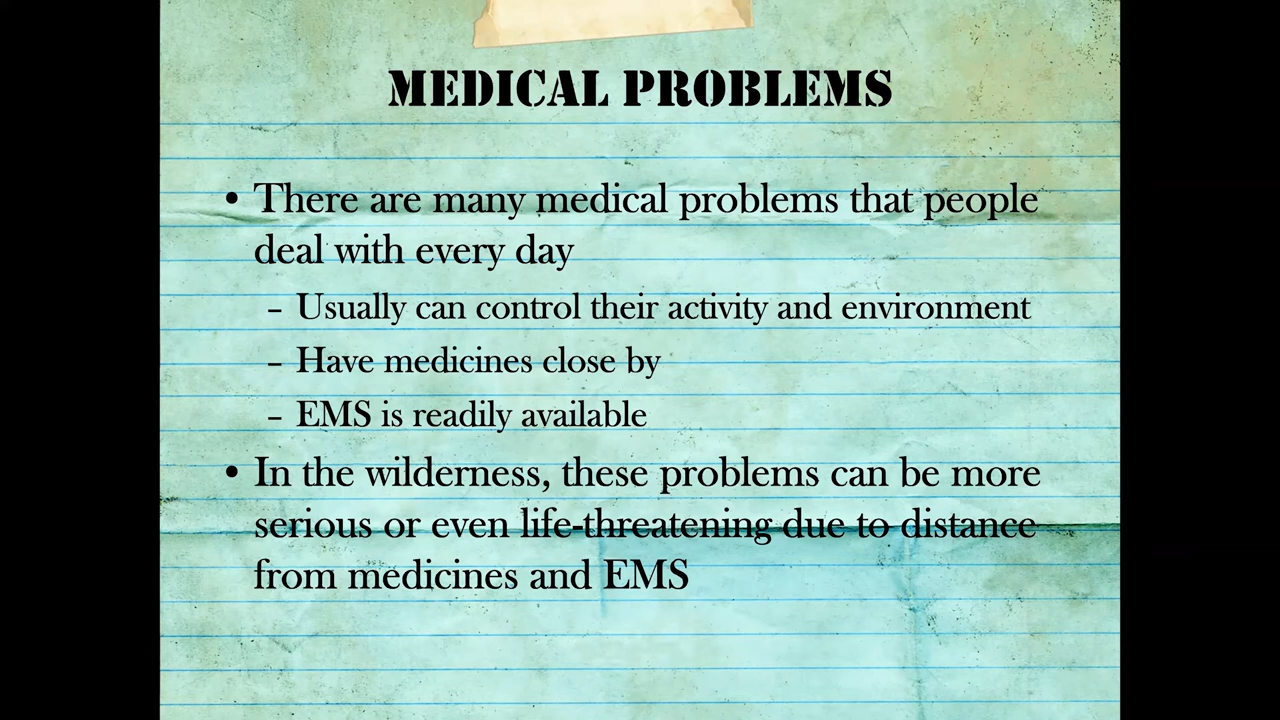 MEDICAL PROBLEMS
• There are many medical problems that people
deal with every day
– Usually can control their activity and environment
– Have medicines close by
– EMS is readily available
• In the wilderness, these problems can be more
serious or even life-threatening due to distance
from medicines and EMS